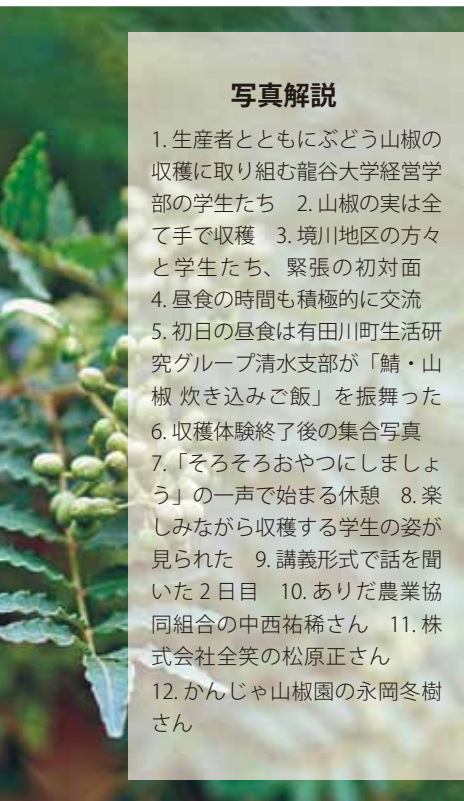 写真解説
1. 生産者とともにぶどう山椒の
収穫に取り組む龍谷大学経営学
部の学生たち　2. 山椒の実は全
て手で収穫　3. 境川地区の方々
と学生たち、緊張の初対面
4. 昼食の時間も積極的に交流
5. 初日の昼食は有田川町生活研
究グループ清水支部が「鯖・山
椒 炊き込みご飯」を振舞った
6. 収穫体験終了後の集合写真
7.「そろそろおやつにしましょ
う」の一声で始まる休憩　8. 楽
しみながら収穫する学生の姿が
見られた　9. 講義形式で話を聞
いた 2 日目　10. ありだ農業協
同組合の中西祐稀さん　11. 株
式会社全笑の松原正さん
12. かんじゃ山椒園の永岡冬樹
さん